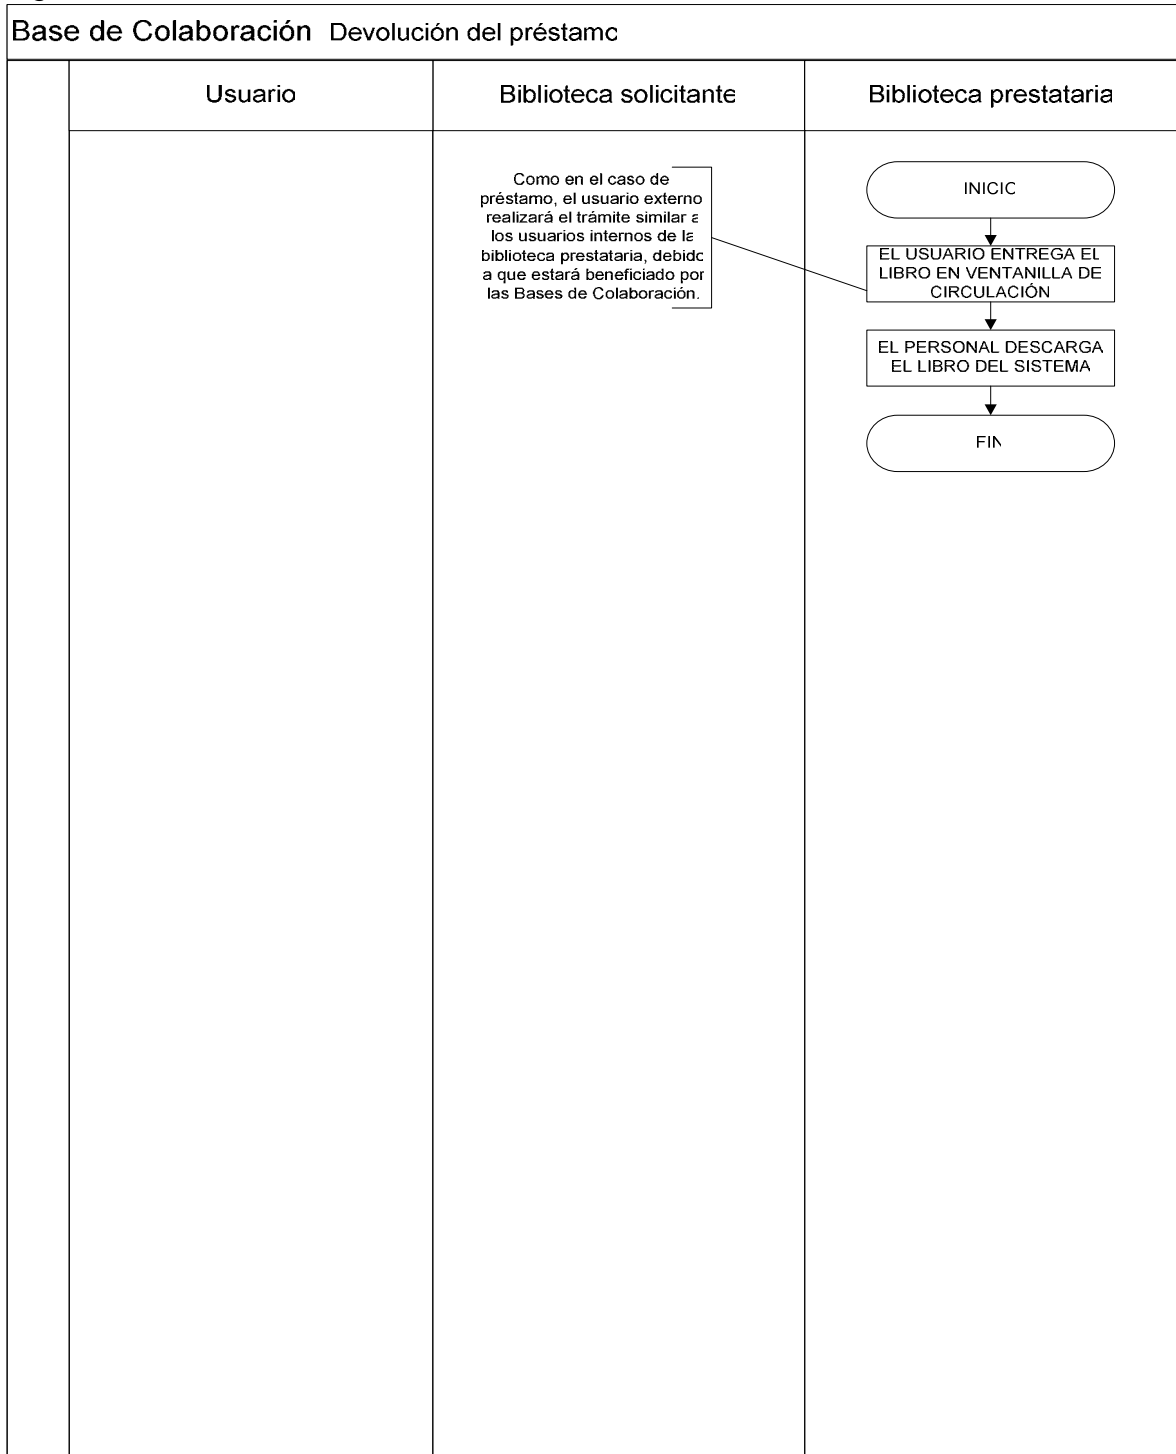 Base de Colaboración Devolución del préstamo
Usuario
Biblioteca solicitante
Biblioteca prestataria
Como en el caso de
préstamo, el usuario externo
realizará el trámite similar a
los usuarios internos de la
biblioteca prestataria, debido
a que estará beneficiado por
las Bases de Colaboración.
INICIO
EL USUARIO ENTREGA EL
LIBRO EN VENTANILLA DE
CIRCULACIÓN
EL PERSONAL DESCARGA
EL LIBRO DEL SISTEMA
FIN